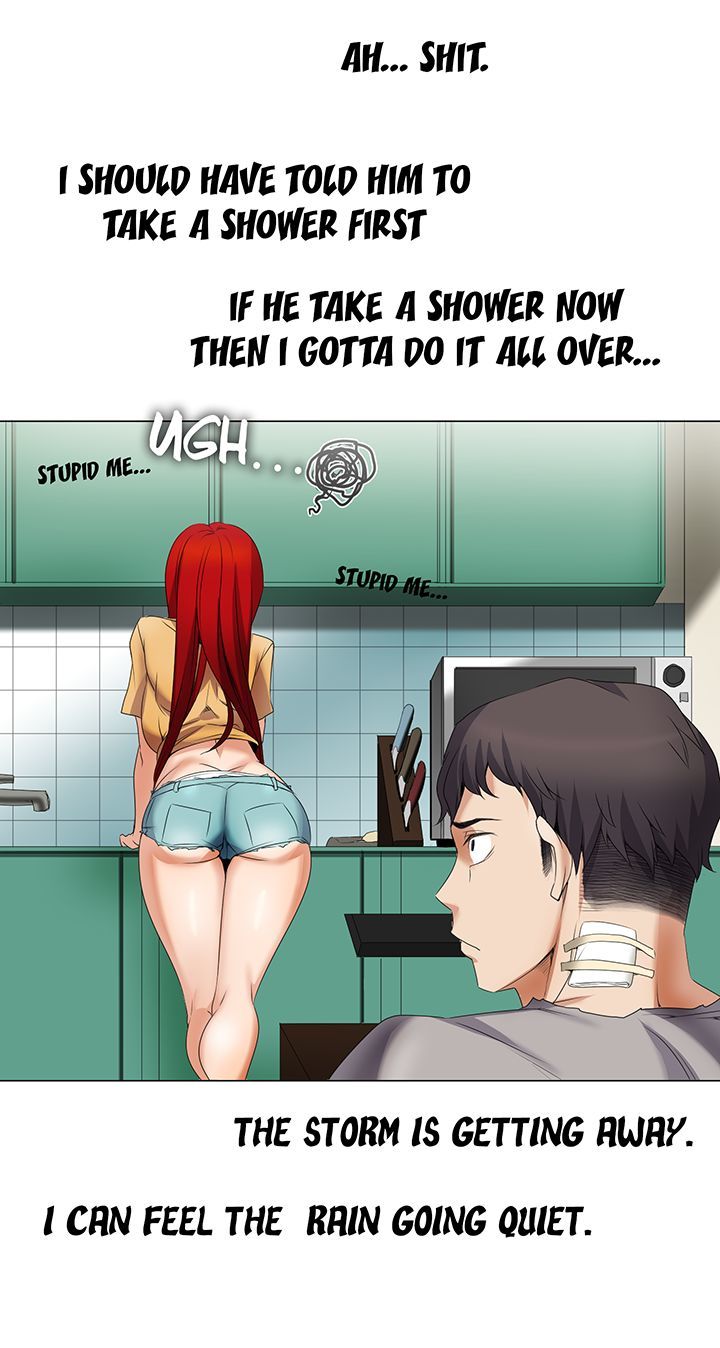 AH... SHIT.
I SHOULD HAVE TOLD HIM TO
TAKE A SHOWER FIRST
IF HE TAKE A SHOWER NOW
THEN I GOTTA DO IT ALL OVER...
UGH...
STUPID ME...
STUPID ME...
THE STORM IS GETTING AWAY.
I CAN FEEL THE RAIN GOING QUIET.